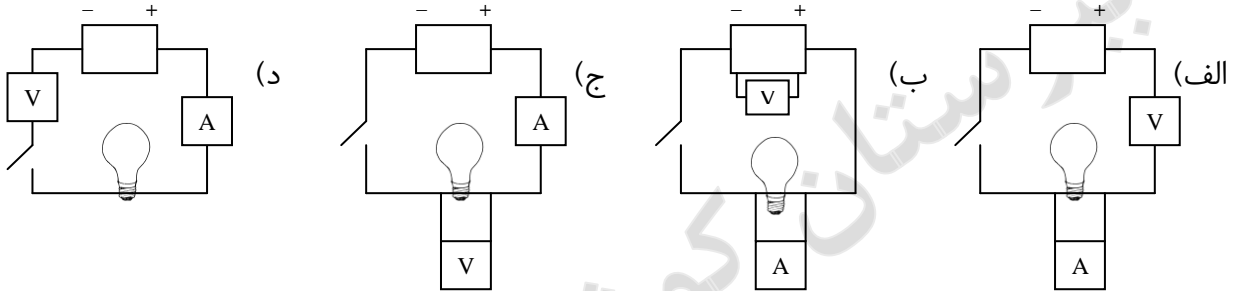 − + − + − + − +
الف) V A
ب) V A
ج) A V
د) V A